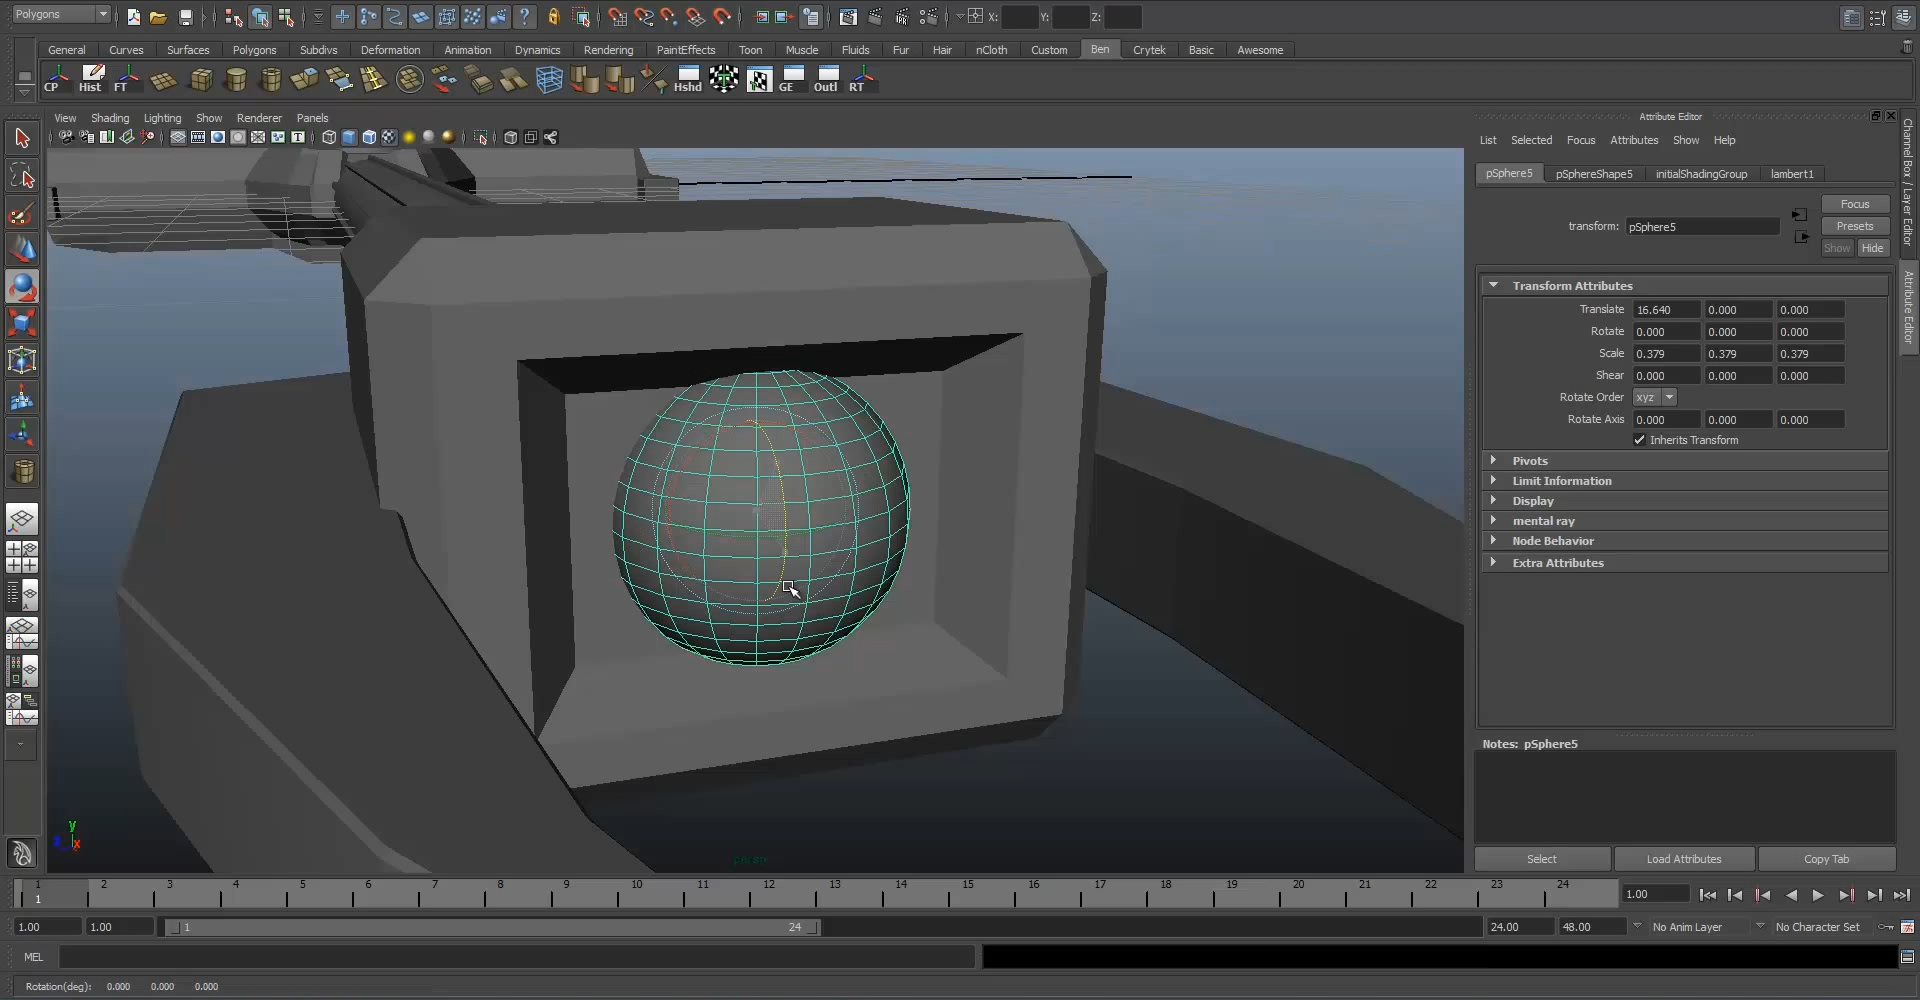 Polygons
X: Y: Z:
General Curves Surfaces Polygons Subdivs Deformation Animation Dynamics Rendering PaintEffects Toon Muscle Fluids Fur Hair nCloth Custom Ben Crytek Basic Awesome
CP Hist FT Hshd GE Outl RT
View Shading Lighting Show Renderer Panels
Attribute Editor
List Selected Focus Attributes Show Help
pSphere5 pSphereShape5 initialShadingGroup lambert1
Focus
transform: pSphere5
Presets
Show Hide
Transform Attributes
Translate 16.640 0.000 0.000
Rotate 0.000 0.000 0.000
Scale 0.379 0.379 0.379
Shear 0.000 0.000 0.000
Rotate Order xyz
Rotate Axis 0.000 0.000 0.000
Inherits Transform
Pivots
Limit Information
Display
mental ray
Node Behavior
Extra Attributes
Notes: pSphere5
Select Load Attributes Copy Tab
Channel Box / Layer Editor
Attribute Editor
y
x
persp
1 2 3 4 5 6 7 8 9 10 11 12 13 14 15 16 17 18 19 20 21 22 23 24
1 1.00
1.00 1.00 1 24 24.00 48.00 No Anim Layer No Character Set
MEL
Rotation(deg): 0.000 0.000 0.000